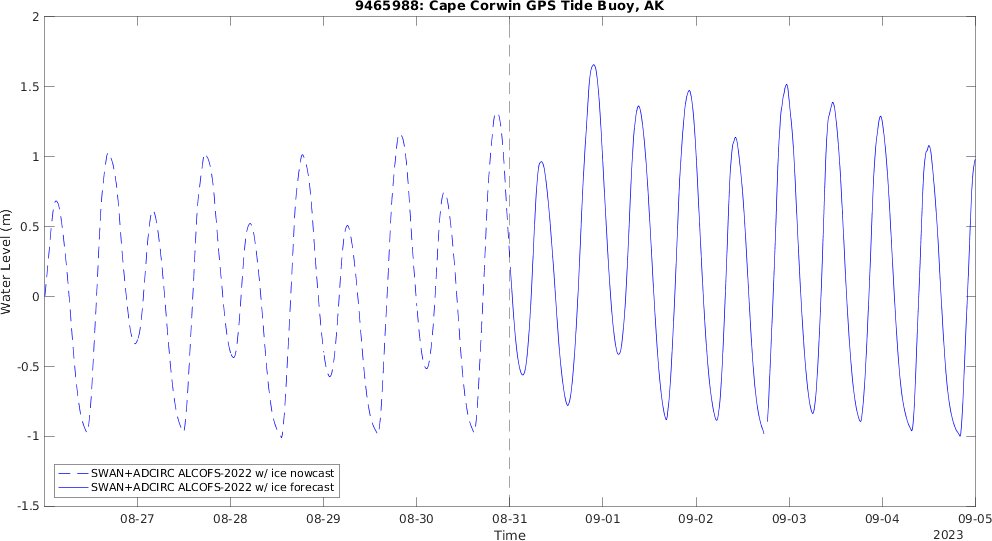 9465988: Cape Corwin GPS Tide Buoy, AK
Water Level (m)
2
1.5
1
0.5
0
-0.5
-1
-1.5
SWAN+ADCIRC ALCOFS-2022 w/ ice nowcast
SWAN+ADCIRC ALCOFS-2022 w/ ice forecast
08-27 08-28 08-29 08-30 08-31 09-01 09-02 09-03 09-04 09-05
Time
2023